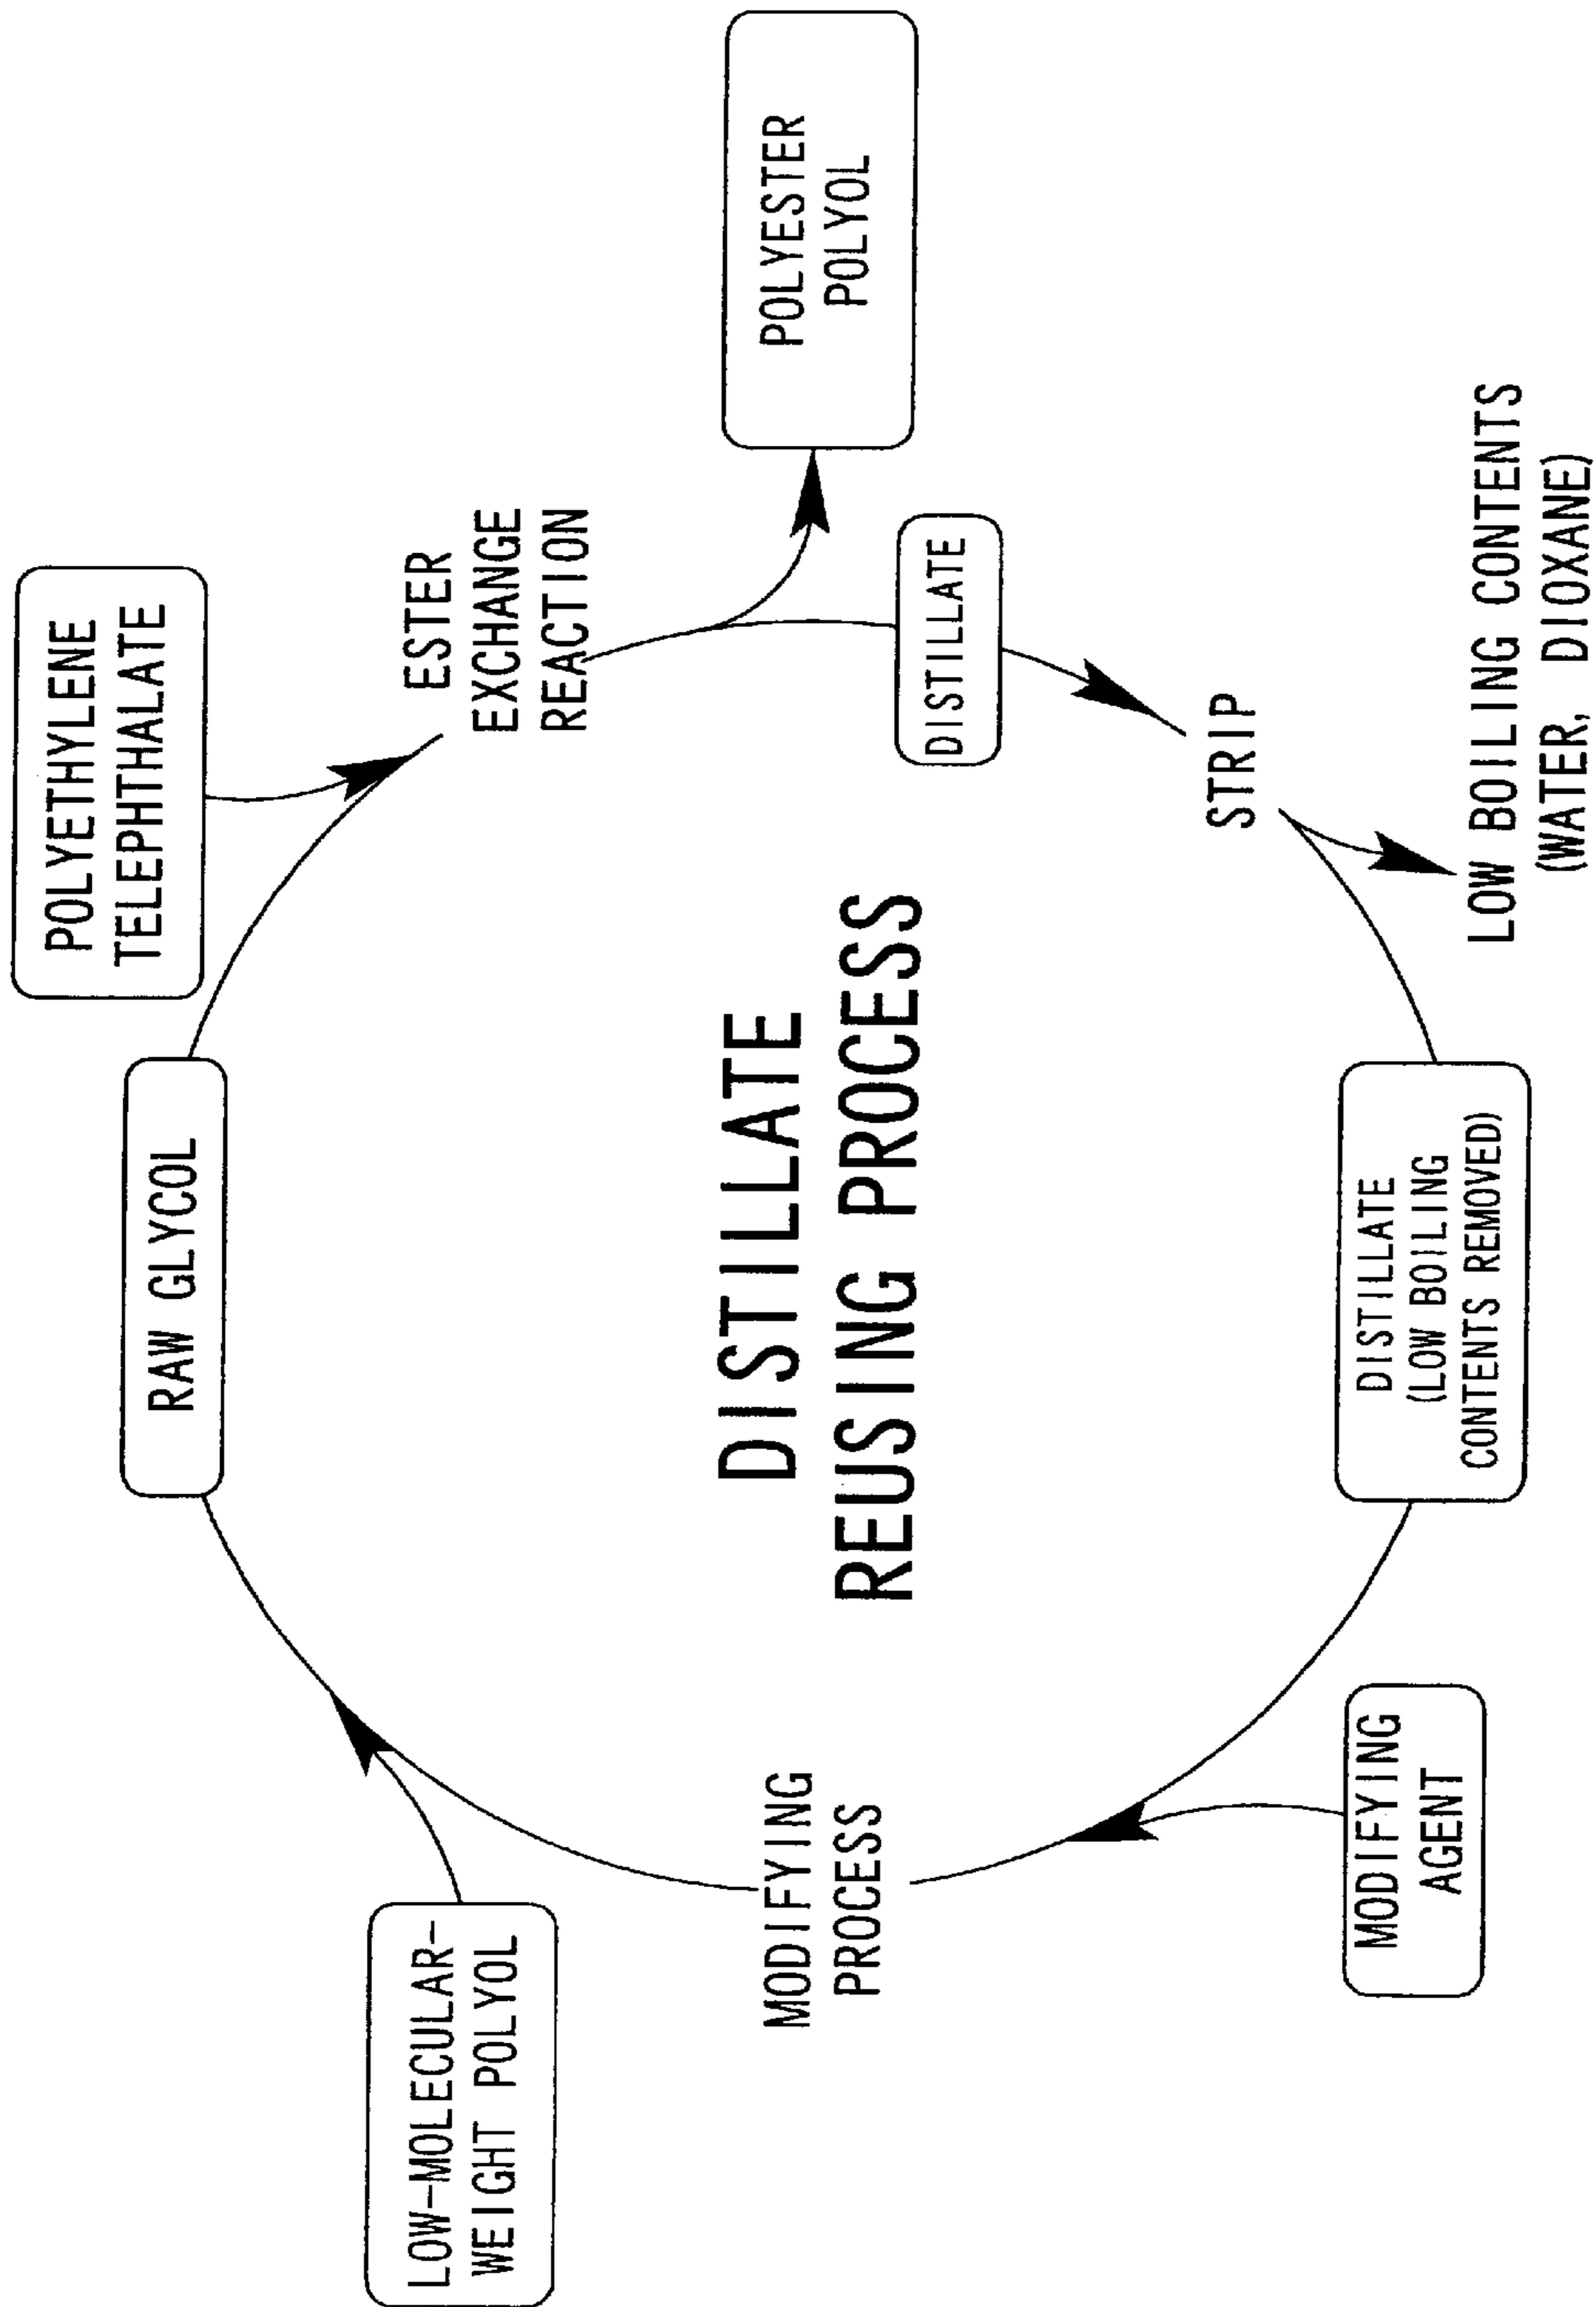 POLYETHYLENE
TELEPHTHALATE
RAW GLYCOL
LOW-MOLECULAR-
WEIGHT POLYOL
ESTER
EXCHANGE
REACTION
POLYESTER
POLYOL
DISTILLATE
REUSING PROCESS
MODIFYING
PROCESS
DISTILLATE
STRIP
LOW BOILING CONTENTS
(WATER, DIOXANE)
DISTILLATE
(LOW BOILING
CONTENTS REMOVED)
MODIFYING
AGENT